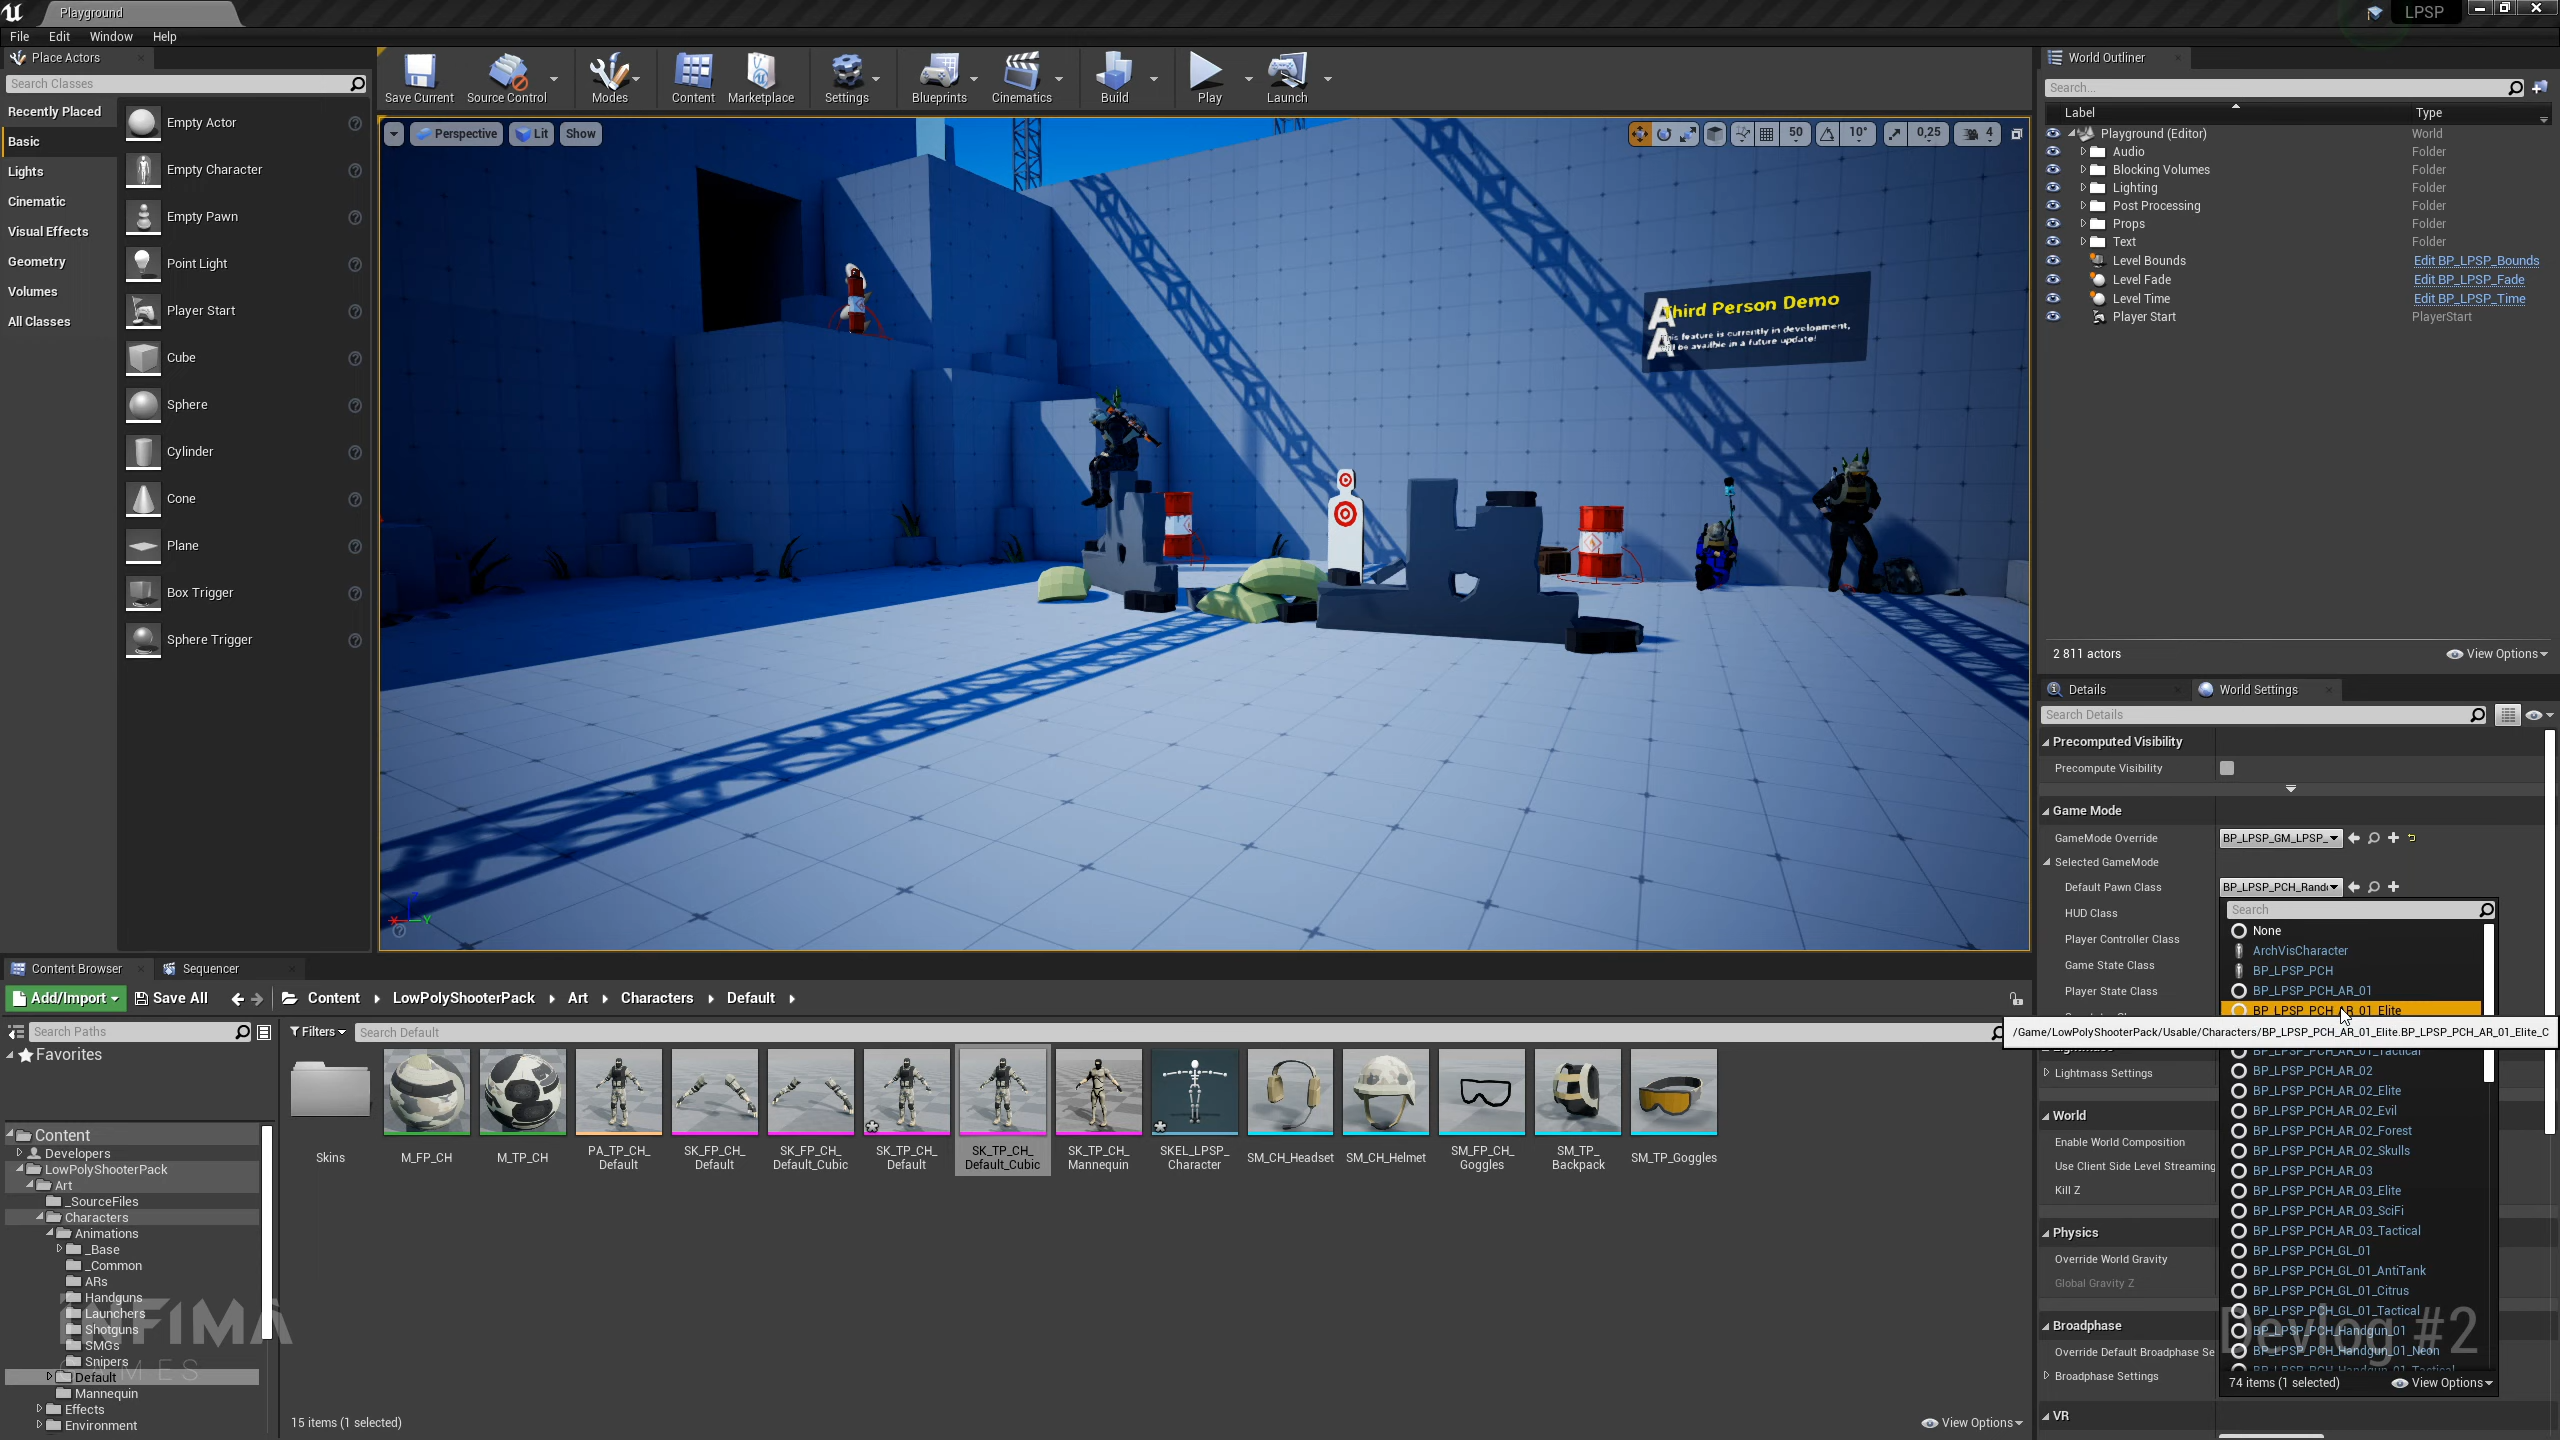 Playground
LPSP
File Edit Window Help
Place Actors
Search Classes
Recently Placed
Basic
Lights
Cinematic
Visual Effects
Geometry
Volumes
All Classes
Empty Actor
Empty Character
Empty Pawn
Point Light
Player Start
Cube
Sphere
Cylinder
Cone
Plane
Box Trigger
Sphere Trigger
Save Current
Source Control
Modes
Content
Marketplace
Settings
Blueprints
Cinematics
Build
Play
Launch
Perspective Lit Show
50 10° 0,25 4
Third Person Demo
This feature is currently in development,
World Outliner
Search...
Label Type
Playground (Editor) World
Audio Folder
Blocking Volumes Folder
Lighting Folder
Post Processing Folder
Props Folder
Text Folder
Level Bounds Edit BP_LPSP_Bounds
Level Fade Edit BP_LPSP_Fade
Level Time Edit BP_LPSP_Time
Player Start PlayerStart
2 811 actors View Options
Details World Settings
Search Details
Precomputed Visibility
Precompute Visibility
Game Mode
GameMode Override BP_LPSP_GM_LPSP_
Selected GameMode
Default Pawn Class BP_LPSP_PCH_Rand
HUD Class
Player Controller Class
Game State Class
Player State Class
Search
None
ArchVisCharacter
BP_LPSP_PCH
BP_LPSP_PCH_AR_01
BP_LPSP_PCH_AR_01_Elite
/Game/LowPolyShooterPack/Usable/Characters/BP_LPSP_PCH_AR_01_Elite.BP_LPSP_PCH_AR_01_Elite_C
BP_LPSP_PCH_AR_01_Tactical
BP_LPSP_PCH_AR_02
BP_LPSP_PCH_AR_02_Elite
BP_LPSP_PCH_AR_02_Evil
BP_LPSP_PCH_AR_02_Forest
BP_LPSP_PCH_AR_02_Skulls
BP_LPSP_PCH_AR_03
BP_LPSP_PCH_AR_03_Elite
BP_LPSP_PCH_AR_03_SciFi
BP_LPSP_PCH_AR_03_Tactical
BP_LPSP_PCH_GL_01
BP_LPSP_PCH_GL_01_AntiTank
BP_LPSP_PCH_GL_01_Citrus
BP_LPSP_PCH_GL_01_Tactical
BP_LPSP_PCH_Handgun_01
BP_LPSP_PCH_Handgun_01_Neon
BP_LPSP_PCH_Handgun_01_Tactical
74 items (1 selected) View Options
Lightmass Settings
World
Enable World Composition
Use Client Side Level Streaming
Kill Z
Physics
Override World Gravity
Global Gravity Z
Broadphase
Override Default Broadphase Se
Broadphase Settings
VR
Devlog #2
Content Browser Sequencer
Add/Import Save All Content LowPolyShooterPack Art Characters Default
Search Paths
Filters Search Default
Favorites
Content
Developers
LowPolyShooterPack
Art
_SourceFiles
Characters
Animations
_Base
_Common
ARs
Handguns
Launchers
Shotguns
SMGs
Snipers
Default
Mannequin
Effects
Environment
INFIMA
GAMES
Skins
M_FP_CH
M_TP_CH
PA_TP_CH_
Default
SK_FP_CH_
Default
SK_FP_CH_
Default_Cubic
SK_TP_CH_
Default
SK_TP_CH_
Default_Cubic
SK_TP_CH_
Mannequin
SKEL_LPSP_
Character
SM_CH_Headset
SM_CH_Helmet
SM_FP_CH_
Goggles
SM_TP_
Backpack
SM_TP_Goggles
15 items (1 selected) View Options